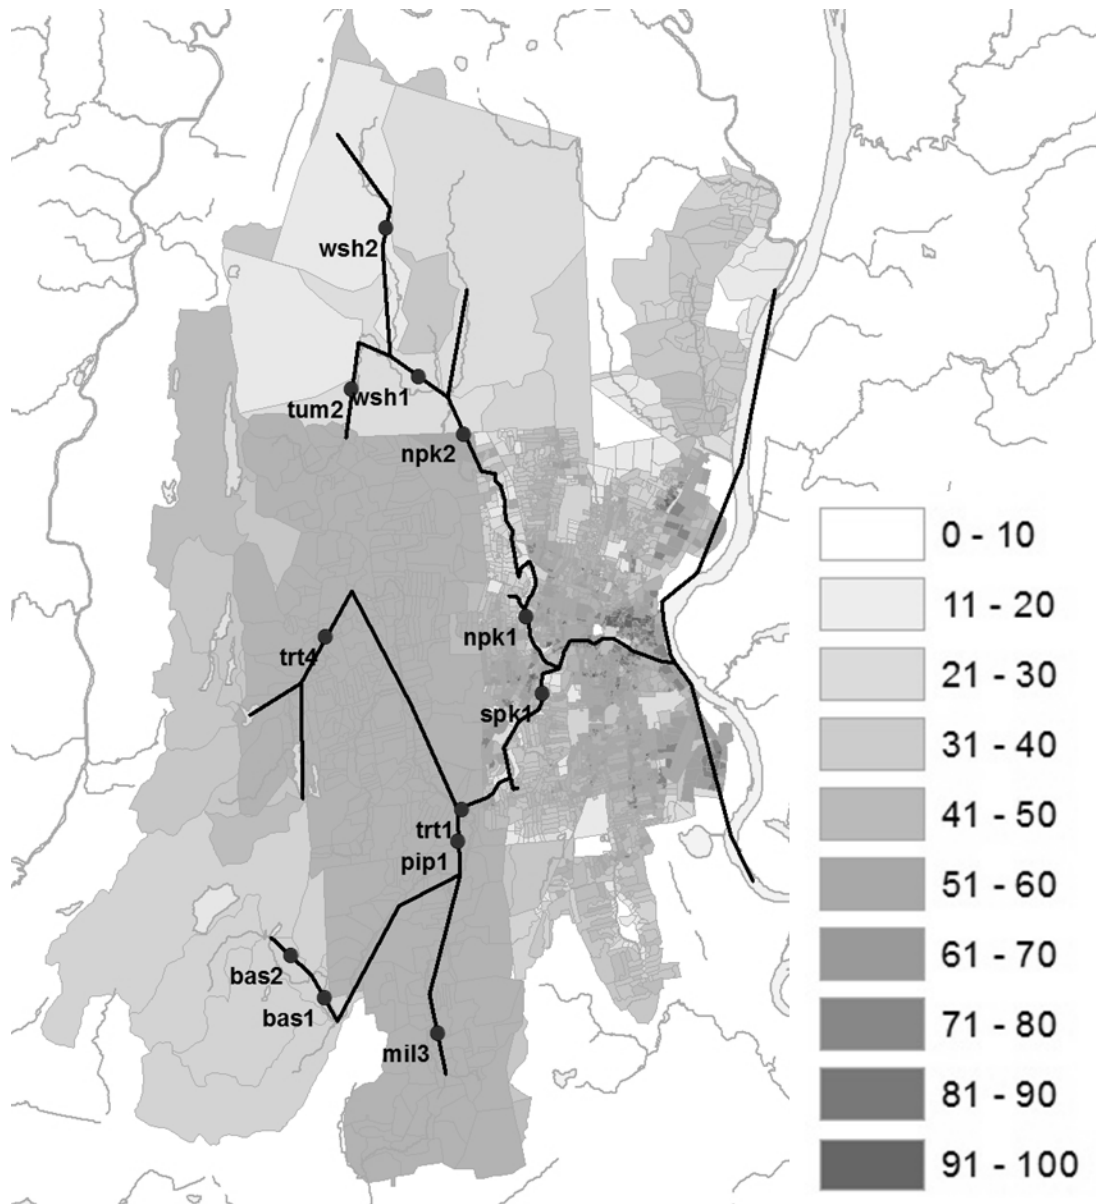 wsh2
tum2
wsh1
npk2
npk1
trt4
spk1
trt1
pip1
bas2
bas1
mil3
0 - 10
11 - 20
21 - 30
31 - 40
41 - 50
51 - 60
61 - 70
71 - 80
81 - 90
91 - 100